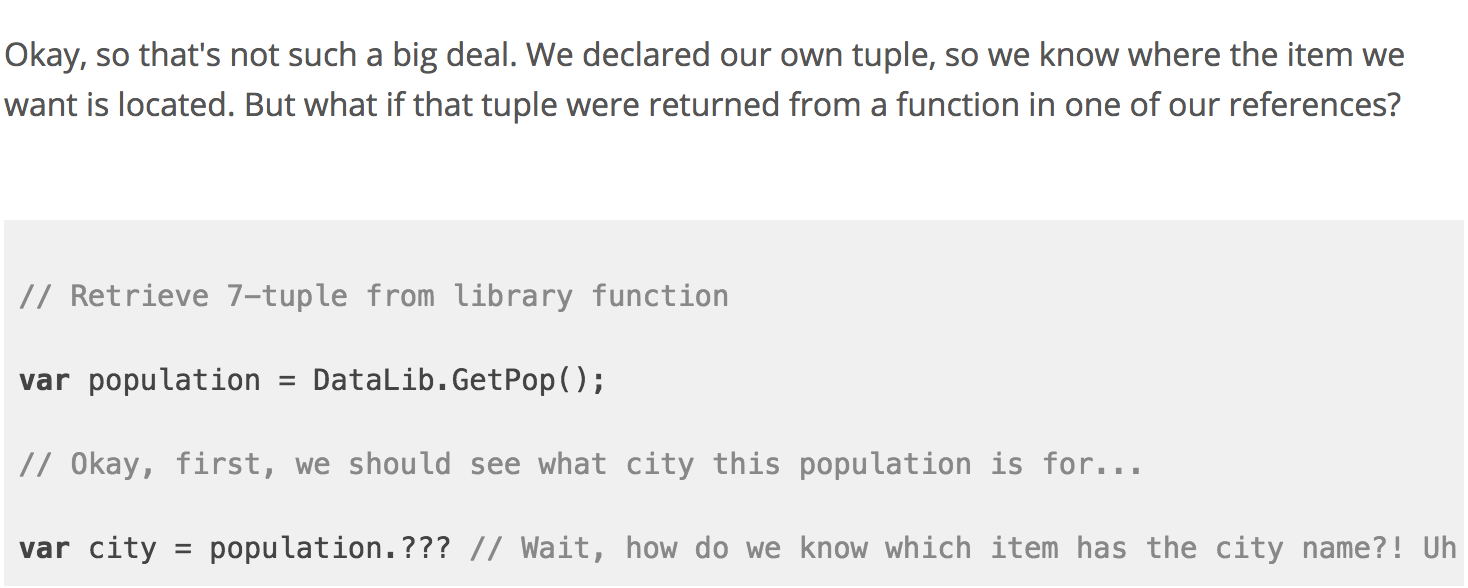 Okay, so that's not such a big deal. We declared our own tuple, so we know where the item we
want is located. But what if that tuple were returned from a function in one of our references?
// Retrieve 7-tuple from library function
var population = DataLib.GetPop();
// Okay, first, we should see what city this population is for...
var city = population.??? // Wait, how do we know which item has the city name?! Uh